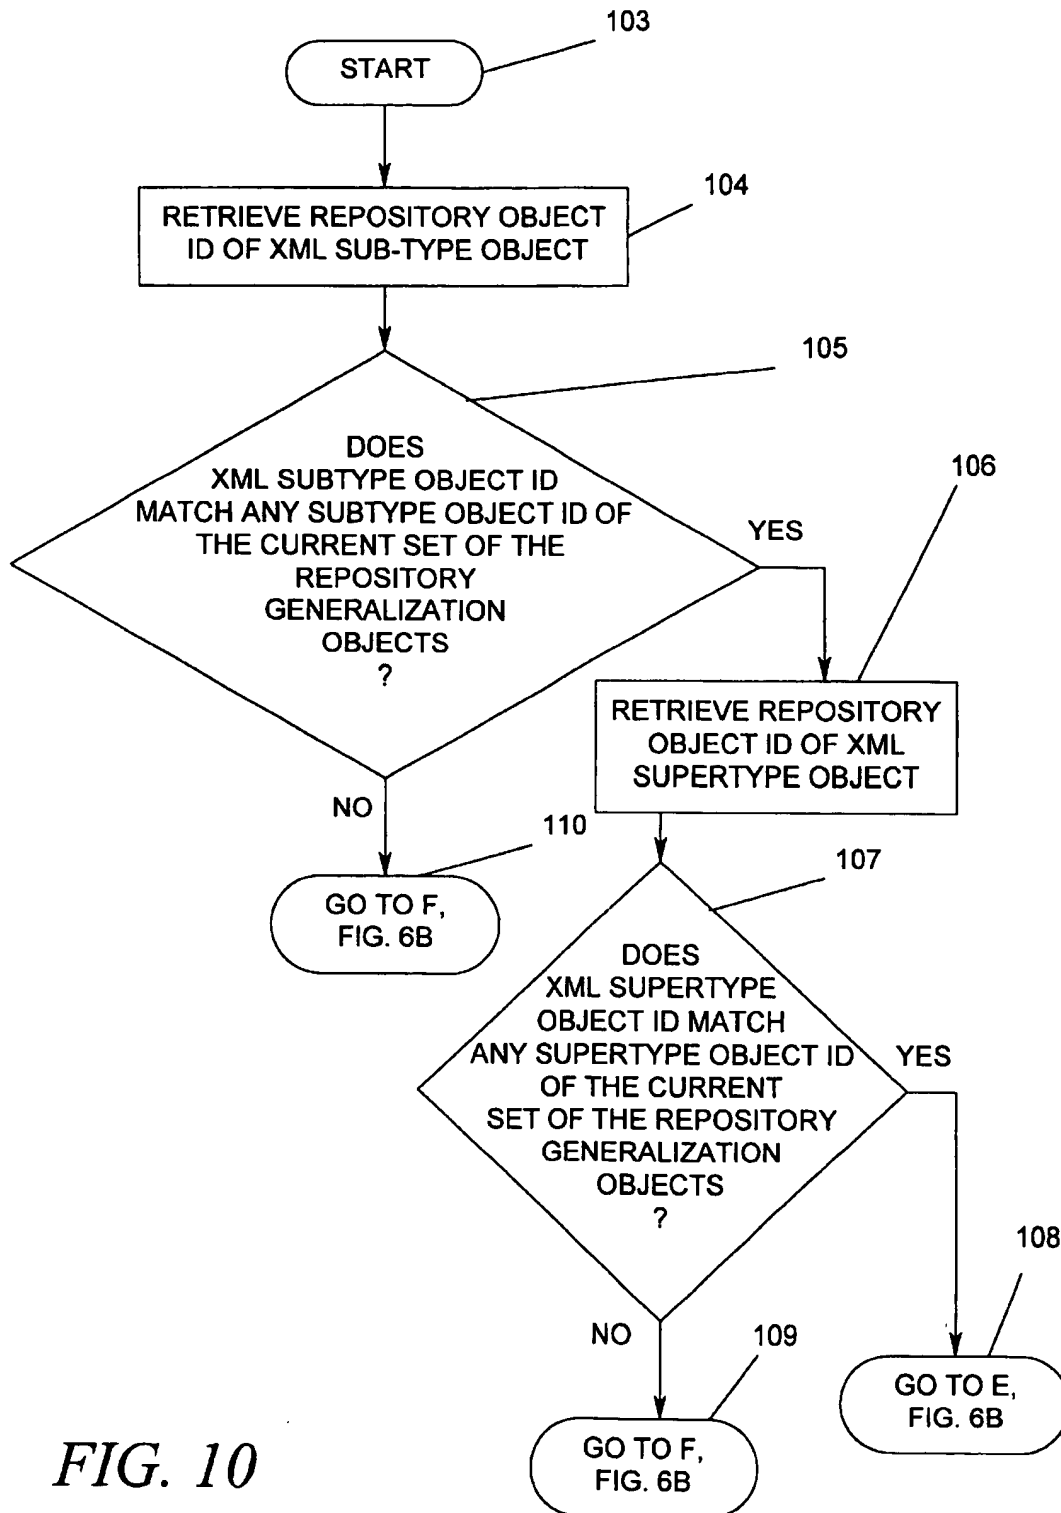 103
START
104
RETRIEVE REPOSITORY OBJECT
ID OF XML SUB-TYPE OBJECT
105
DOES
XML SUBTYPE OBJECT ID
MATCH ANY SUBTYPE OBJECT ID OF
THE CURRENT SET OF THE
REPOSITORY
GENERALIZATION
OBJECTS
?
YES
106
RETRIEVE REPOSITORY
OBJECT ID OF XML
SUPERTYPE OBJECT
NO
110
GO TO F,
FIG. 6B
107
DOES
XML SUPERTYPE
OBJECT ID MATCH
ANY SUPERTYPE OBJECT ID
OF THE CURRENT
SET OF THE REPOSITORY
GENERALIZATION
OBJECTS
?
YES
108
GO TO E,
FIG. 6B
NO
109
GO TO F,
FIG. 6B
FIG. 10